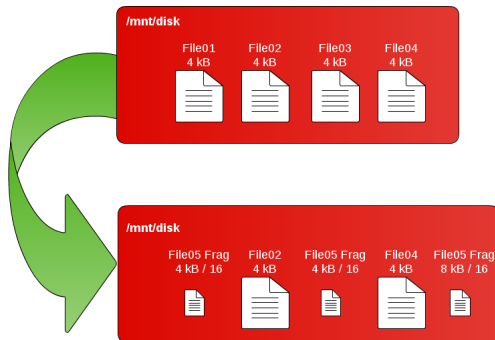 /mnt/disk
File01 File02 File03 File04
4 kB 4 kB 4 kB 4 kB
/mnt/disk
File05 Frag File02 File05 Frag File04 File05 Frag
4 kB / 16 4 kB 4 kB / 16 4 kB 8 kB / 16